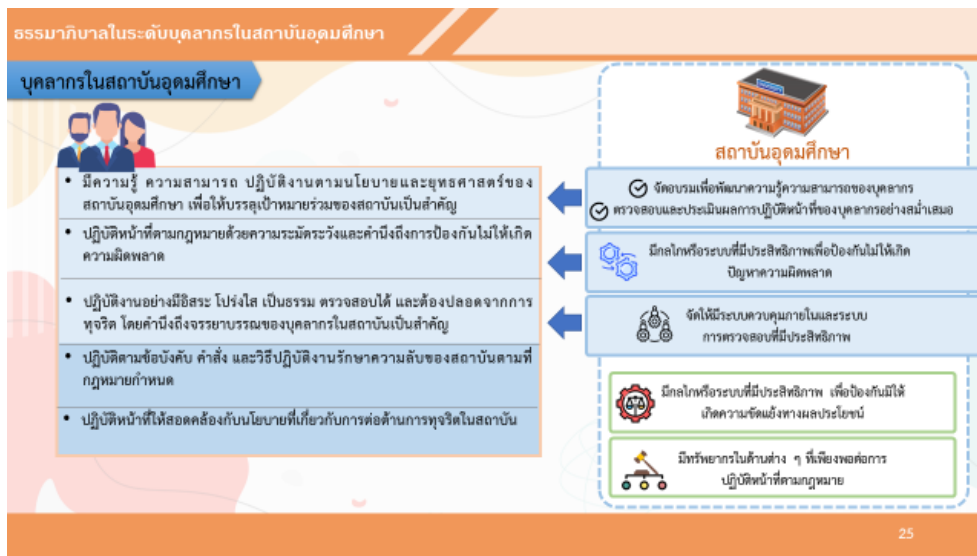 ธรรมาภิบาลในระดับบุคลากรในสถาบันอุดมศึกษา
บุคลากรในสถาบันอุดมศึกษา
• มีความรู้ ความสามารถ ปฏิบัติงานตามนโยบายและยุทธศาสตร์ของ
สถาบันอุดมศึกษา เพื่อให้บรรลุเป้าหมายร่วมของสถาบันเป็นสำคัญ
• ปฏิบัติหน้าที่ตามกฎหมายด้วยความระมัดระวังและคำนึงถึงการป้องกันไม่ให้เกิด
ความผิดพลาด
• ปฏิบัติงานอย่างมีอิสระ โปร่งใส เป็นธรรม ตรวจสอบได้ และต้องปลอดจากการ
ทุจริต โดยคำนึงถึงจรรยาบรรณของบุคลากรในสถาบันเป็นสำคัญ
• ปฏิบัติตามข้อบังคับ คำสั่ง และวิธีปฏิบัติงานรักษาความลับของสถาบันตามที่
กฎหมายกำหนด
• ปฏิบัติหน้าที่ให้สอดคล้องกับนโยบายที่เกี่ยวกับการต่อต้านการทุจริตในสถาบัน
สถาบันอุดมศึกษา
จัดอบรมเพื่อพัฒนาความรู้ความสามารถของบุคลากร
ตรวจสอบและประเมินผลการปฏิบัติหน้าที่ของบุคลากรอย่างสม่ำเสมอ
มีกลไกหรือระบบที่มีประสิทธิภาพเพื่อป้องกันไม่ให้เกิด
ปัญหาความผิดพลาด
จัดให้มีระบบควบคุมภายในและระบบ
การตรวจสอบที่มีประสิทธิภาพ
มีกลไกหรือระบบที่มีประสิทธิภาพ เพื่อป้องกันมิให้
เกิดความขัดแย้งทางผลประโยชน์
มีทรัพยากรในด้านต่าง ๆ ที่เพียงพอต่อการ
ปฏิบัติหน้าที่ตามกฎหมาย
25